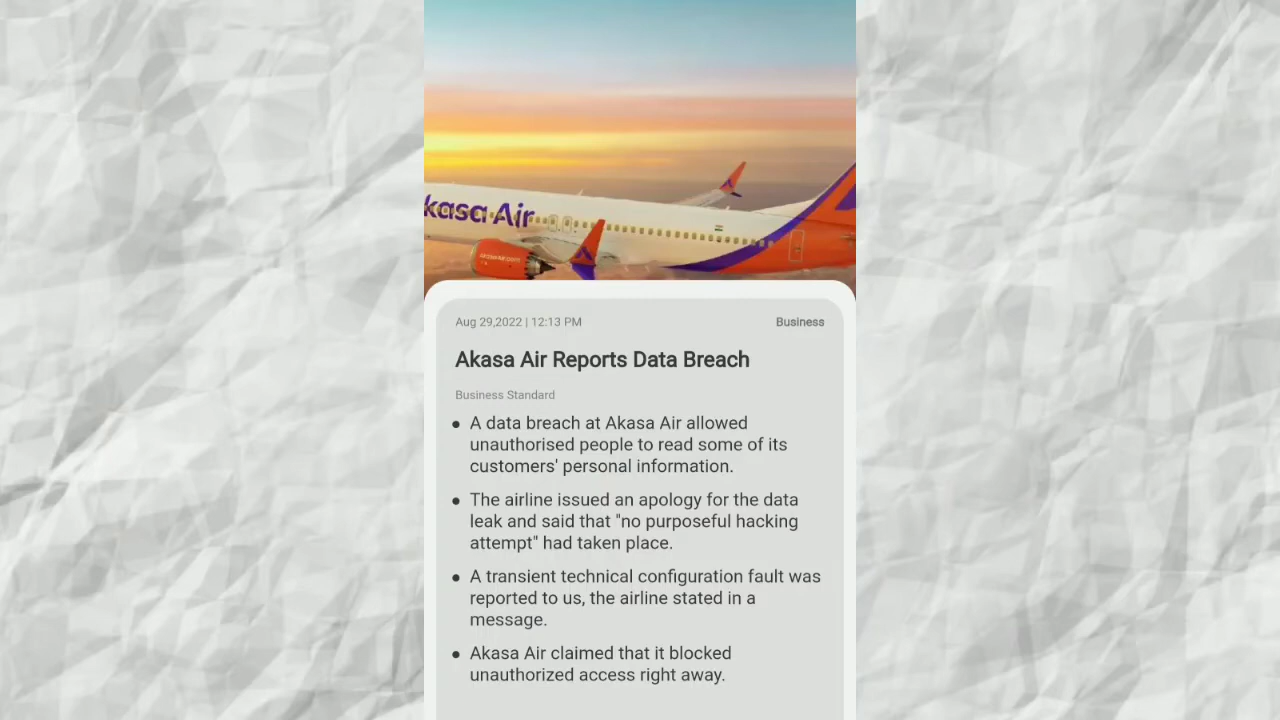 kasa Air
Aug 29,2022 | 12:13 PM
Business
Akasa Air Reports Data Breach
Business Standard
● A data breach at Akasa Air allowed
unauthorised people to read some of its
customers' personal information.
● The airline issued an apology for the data
leak and said that "no purposeful hacking
attempt" had taken place.
● A transient technical configuration fault was
reported to us, the airline stated in a
message.
● Akasa Air claimed that it blocked
unauthorized access right away.